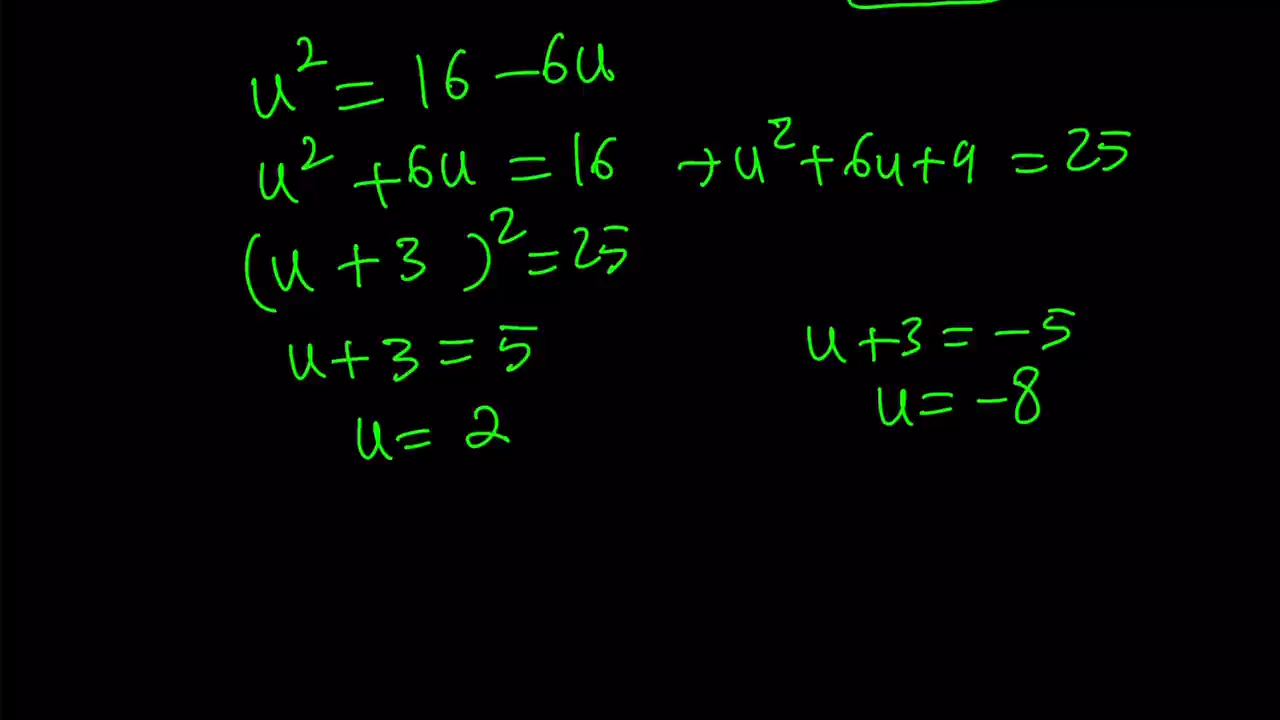 u² = 16 – 6u
u² + 6u = 16 → u² + 6u + 9 = 25
(u + 3)² = 25
u + 3 = 5 u + 3 = – 5
u = 2 u = – 8